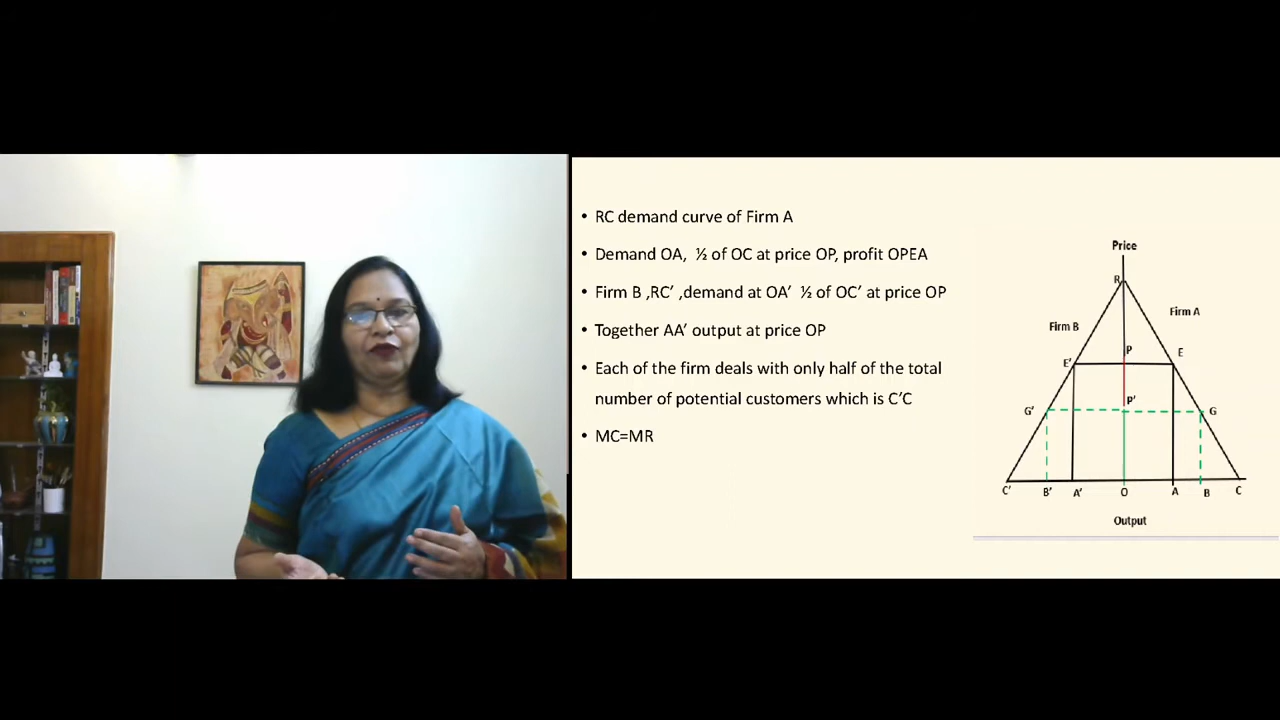 • RC demand curve of Firm A
• Demand OA, ½ of OC at price OP, profit OPEA
• Firm B ,RC′ ,demand at OA′ ½ of OC′ at price OP
• Together AA′ output at price OP
• Each of the firm deals with only half of the total
number of potential customers which is C′C
• MC=MR
Price
R
Firm A
Firm B
P
E
E′
P′
G′
G
C′
B′
A′
O
A
B
C
Output